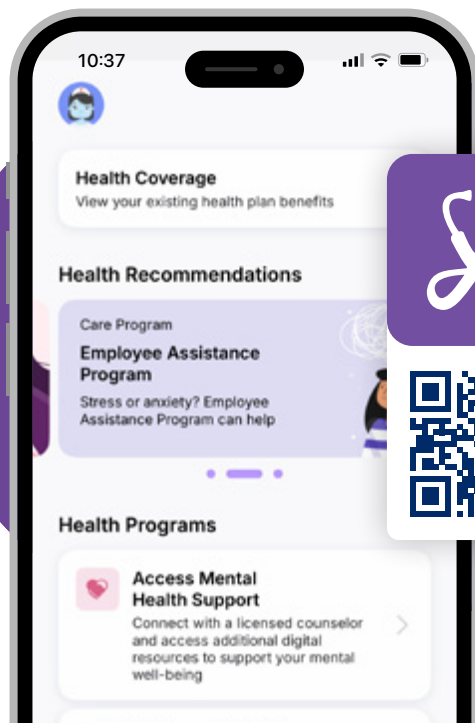 10:37
Health Coverage
View your existing health plan benefits
Health Recommendations
Care Program
Employee Assistance
Program
Stress or anxiety? Employee
Assistance Program can help
Health Programs
Access Mental
Health Support
Connect with a licensed counselor
and access additional digital
resources to support your mental
well-being